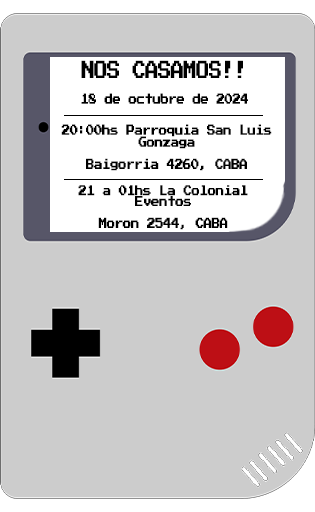 NOS CASAMOS!!
18 de octubre de 2024
20:00hs Parroquia San Luis
Gonzaga
Baigorria 4260, CABA
21 a 01hs La Colonial
Eventos
Moron 2544, CABA